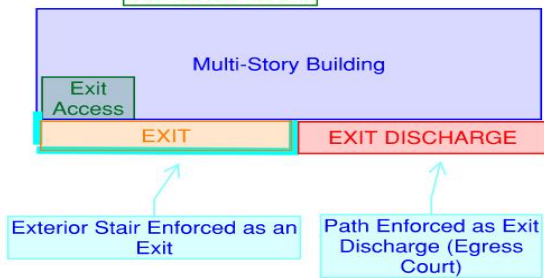 Multi-Story Building
Exit
Access
EXIT
EXIT DISCHARGE
Exterior Stair Enforced as an
Exit
Path Enforced as Exit
Discharge (Egress
Court)